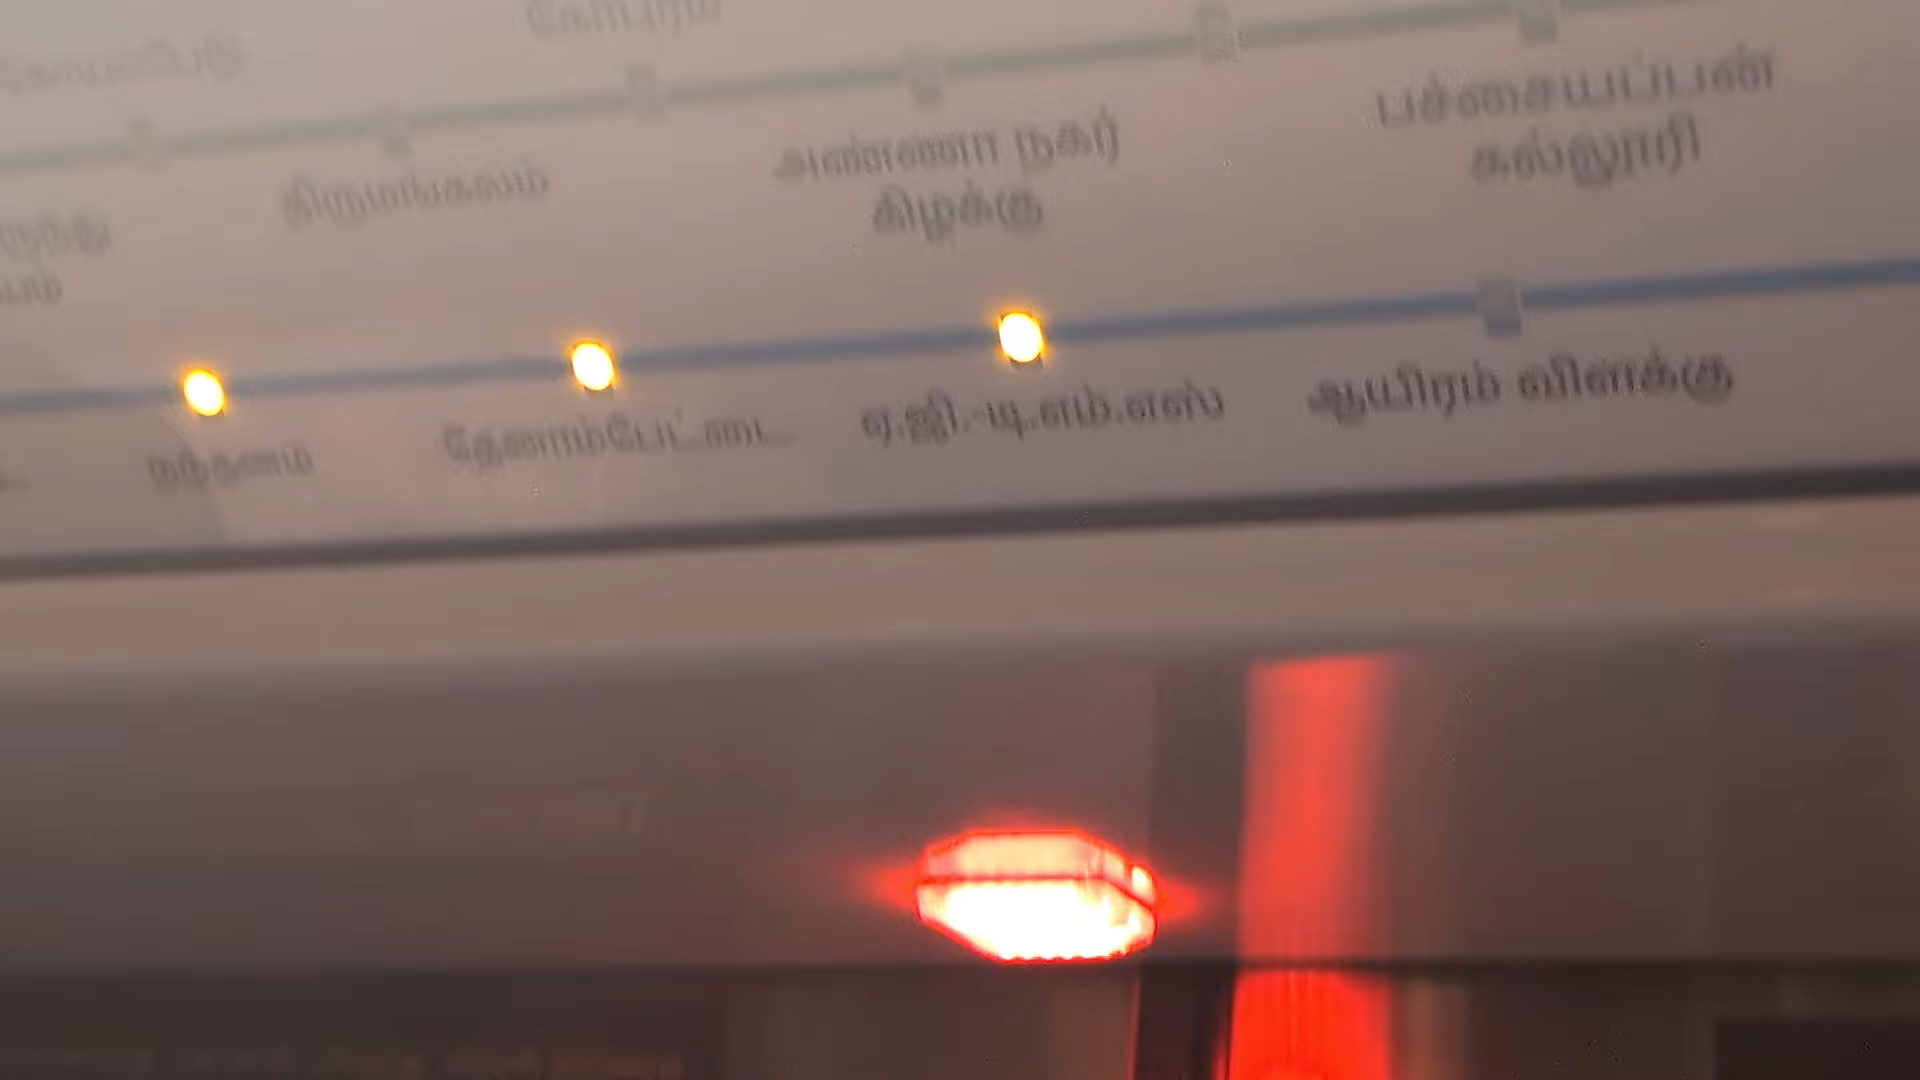 கோபுரம்
திருமங்கலம்
அண்ணா நகர்
கிழக்கு
பச்சையப்பன்
கல்லூரி
நந்தனம்
தேனாம்பேட்டை
ஏ.ஜி.-டி.எம்.எஸ்
ஆயிரம் விளக்கு